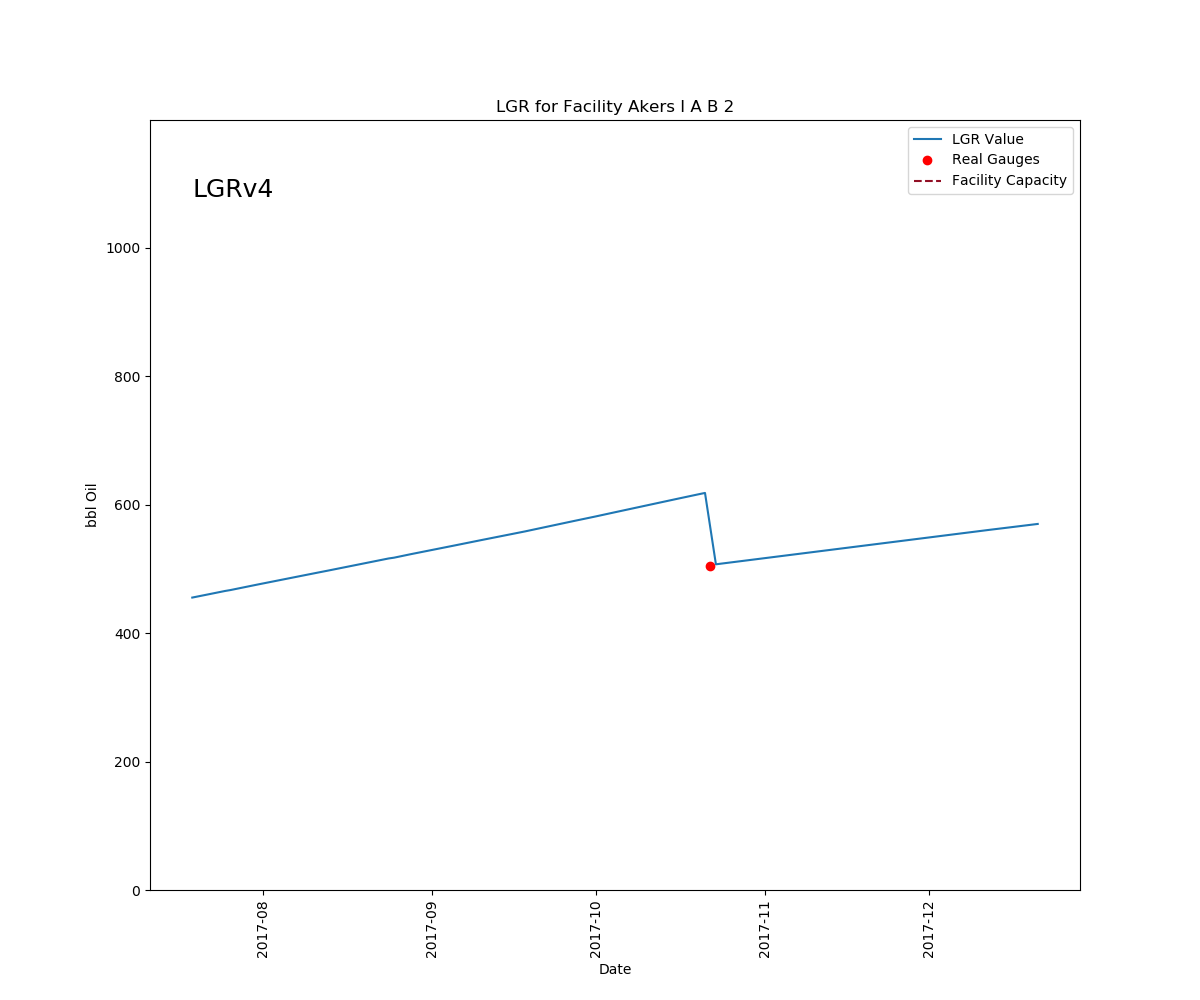 LGR for Facility Akers I A B 2
LGRv4
LGR Value
Real Gauges
Facility Capacity
1000
800
600
400
200
0
bbl Oil
2017-08
2017-09
2017-10
2017-11
2017-12
Date